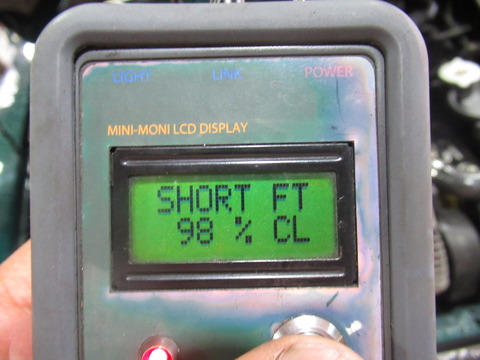 LIGHT LINK POWER
MINI-MONI LCD DISPLAY
SHORT FT
98 % CL